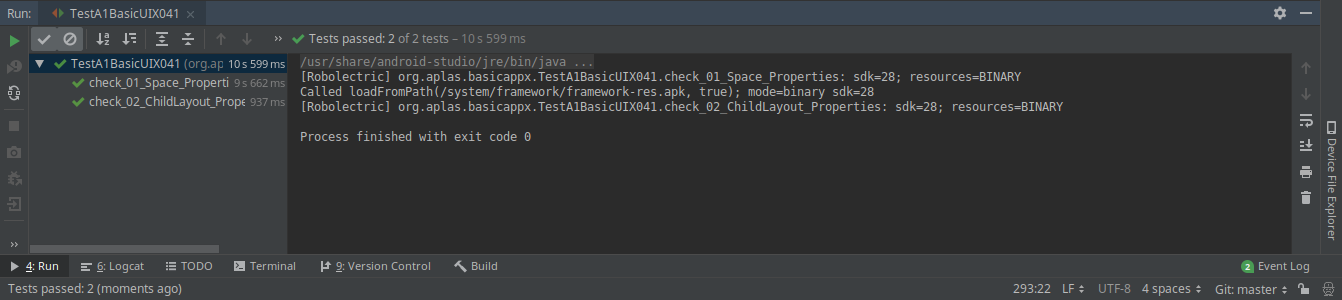 Run: TestA1BasicUIX041
Tests passed: 2 of 2 tests – 10 s 599 ms
TestA1BasicUIX041 (org.ap 10 s 599 ms
check_01_Space_Properti 9 s 662 ms
check_02_ChildLayout_Prope 937 ms
/usr/share/android-studio/jre/bin/java ...
[Robolectric] org.aplas.basicappx.TestA1BasicUIX041.check_01_Space_Properties: sdk=28; resources=BINARY
Called loadFromPath(/system/framework/framework-res.apk, true); mode=binary sdk=28
[Robolectric] org.aplas.basicappx.TestA1BasicUIX041.check_02_ChildLayout_Properties: sdk=28; resources=BINARY
Process finished with exit code 0
Device File Explorer
4: Run 6: Logcat TODO Terminal 9: Version Control Build 2 Event Log
Tests passed: 2 (moments ago) 293:22 LF UTF-8 4 spaces Git: master